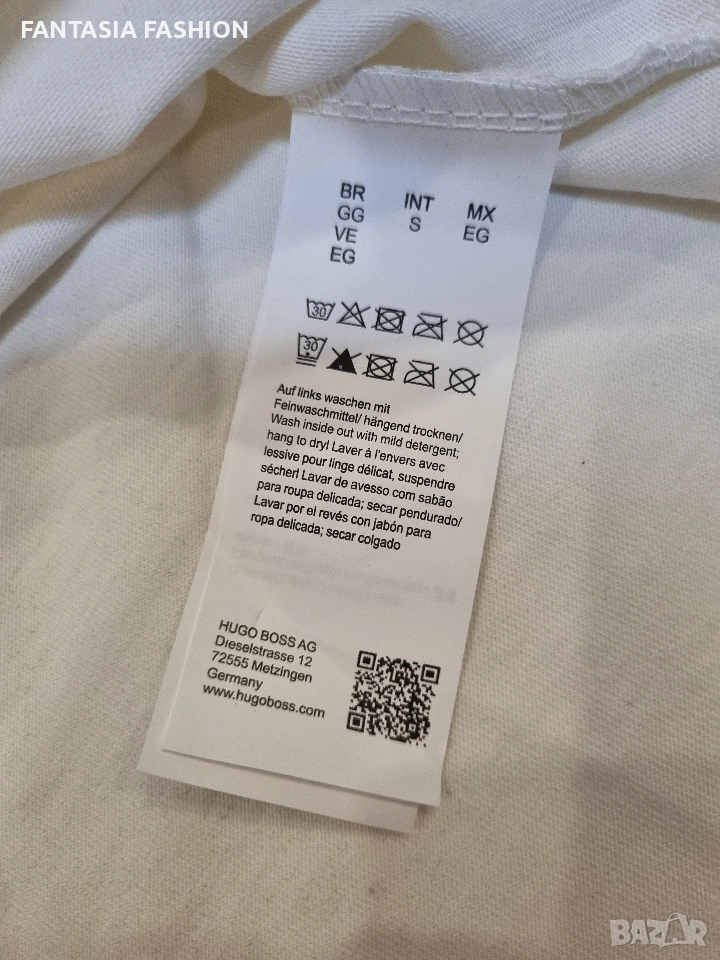 FANTASIA FASHION
BR
GG
VE
EG
INT
S
MX
EG
30
30
Auf links waschen mit
Feinwaschmittel/ hängend trocknen/
Wash inside out with mild detergent;
hang to dry/ Laver à l'envers avec
lessive pour linge délicat, suspendre
sécher/ Lavar de avesso com sabão
para roupa delicada; secar pendurado/
Lavar por el revés con jabón para
ropa delicada; secar colgado
HUGO BOSS AG
Dieselstrasse 12
72555 Metzingen
Germany
www.hugoboss.com
BAZAR